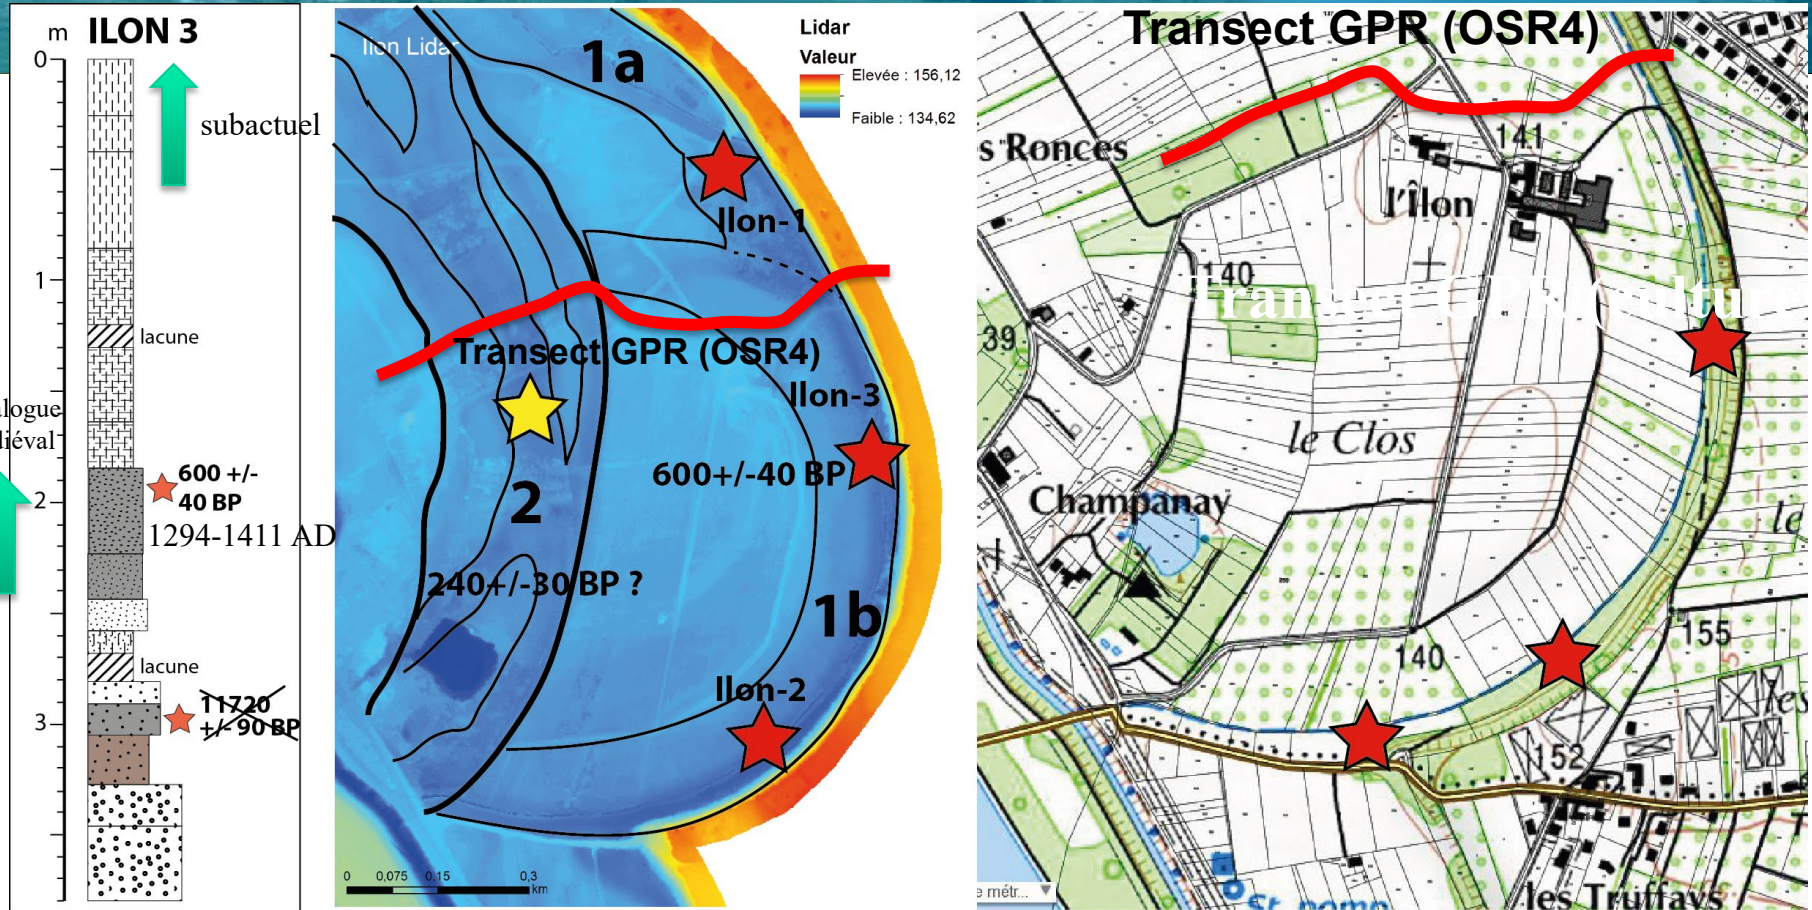 m ILON 3
0
subactuel
1
lacune
600 +/-
40 BP
2
1294-1411 AD
lacune
11720
+/- 90 BP
3
Ilon Lidar
1a
Lidar
Valeur
Elevée : 156,12
Faible : 134,62
Ilon-1
Transect GPR (OSR4)
Ilon-3
600+/-40 BP
2
240+/-30 BP ?
1b
Ilon-2
0 0,075 0,15 0,3
km
Transect GPR (OSR4)
s Ronces
141
l'Îlon
140
39
le Clos
Champanay
le
155
140
les
152
les Truffays